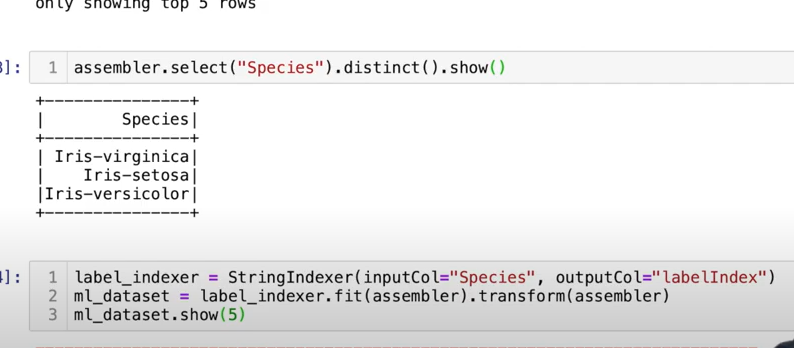 only showing top 5 rows
3]:
1 assembler.select("Species").distinct().show()
+---------------+
|        Species|
+---------------+
| Iris-virginica|
|    Iris-setosa|
|Iris-versicolor|
+---------------+
4]:
1 label_indexer = StringIndexer(inputCol="Species", outputCol="labelIndex")
2 ml_dataset = label_indexer.fit(assembler).transform(assembler)
3 ml_dataset.show(5)